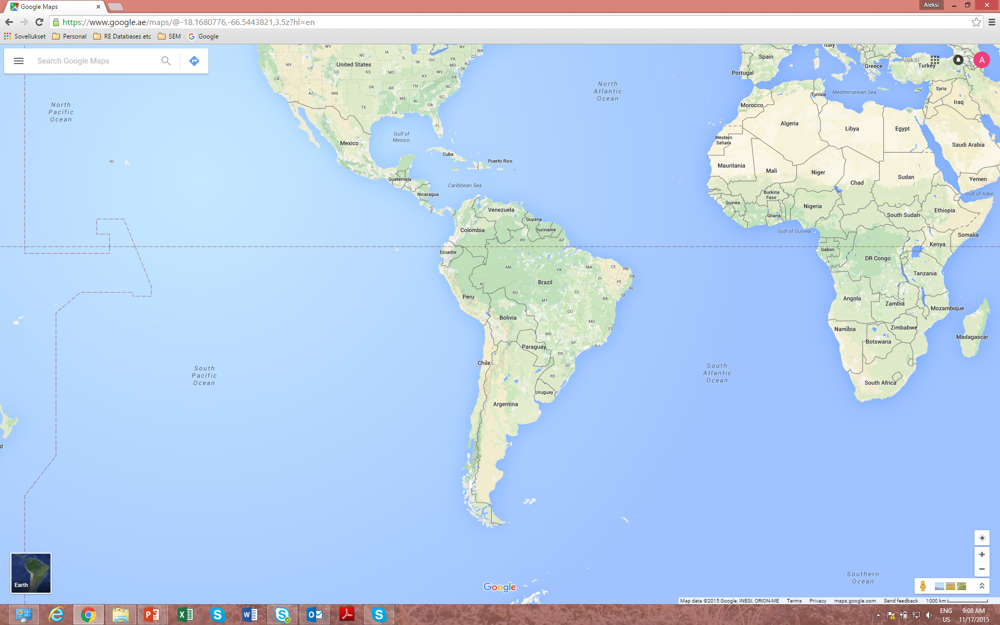 Google Maps
Aleksi
https://www.google.ae/maps/@-18.1680776,-66.5443821,3.5z?hl=en
Sovellukset
Personal
RE Databases etc
SEM
Google
Search Google Maps
Aleksi
A
WY
NY
MA
NE
IA
IL
IN
OH
PA
CT
NV
UT
United States
CO
KS
MO
WV
MD
DE
NJ
KY
VA
CA
AZ
NM
OK
AR
TN
NC
MS
AL
SC
GA
TX
LA
FL
Italy
Spain
Portugal
Greece
Turkey
North
Pacific
Ocean
North
Atlantic
Ocean
Mediterranean Sea
Tunisia
Syria
Iraq
Morocco
Algeria
Libya
Egypt
Saudi Arabia
Western
Sahara
Gulf of
Mexico
Mexico
Cuba
Puerto Rico
HI
Guatemala
Caribbean Sea
Nicaragua
Mauritania
Mali
Niger
Chad
Sudan
Yemen
Gulf of Aden
Burkina
Faso
Guinea
Ghana
Nigeria
South Sudan
Ethiopia
Gulf of Guinea
Somalia
Venezuela
Guyana
Suriname
Colombia
RR
AP
Ecuador
Gabon
DR Congo
Kenya
Tanzania
AM
PA
MA
CE
RN
PB
PI
PE
AL
SE
Brazil
AC
RO
TO
BA
Peru
MT
Bolivia
GO
MG
ES
MS
SP
RJ
Paraguay
PR
SC
Chile
RS
Uruguay
Argentina
Angola
Zambia
Mozambique
Namibia
Zimbabwe
Botswana
Madagascar
South Africa
South
Pacific
Ocean
South
Atlantic
Ocean
d
Southern
Ocean
Earth
Google
Map data ©2015 Google, INEGI, ORION-ME
Terms
Privacy
maps.google.com
Send feedback
1000 km
ENG
US
9:08 AM
11/17/2015